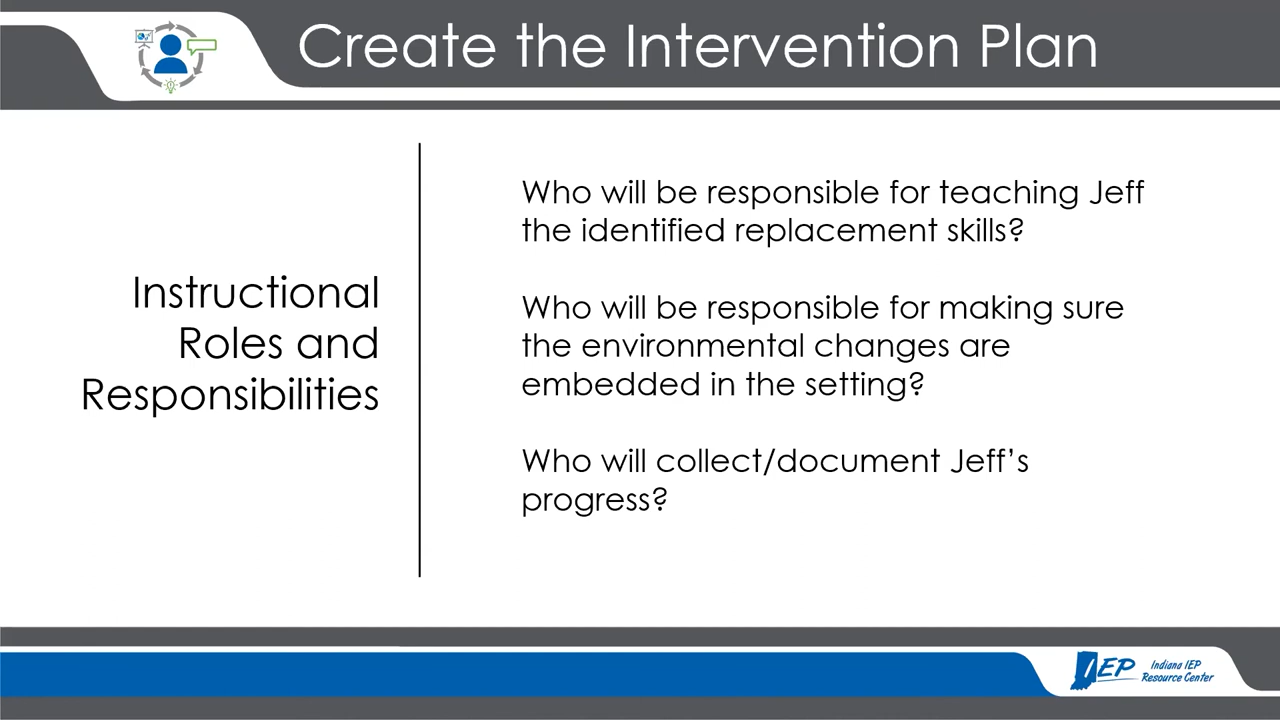 Create the Intervention Plan
Instructional
Roles and
Responsibilities
Who will be responsible for teaching Jeff
the identified replacement skills?
Who will be responsible for making sure
the environmental changes are
embedded in the setting?
Who will collect/document Jeff’s
progress?
IEP
Indiana IEP
Resource Center